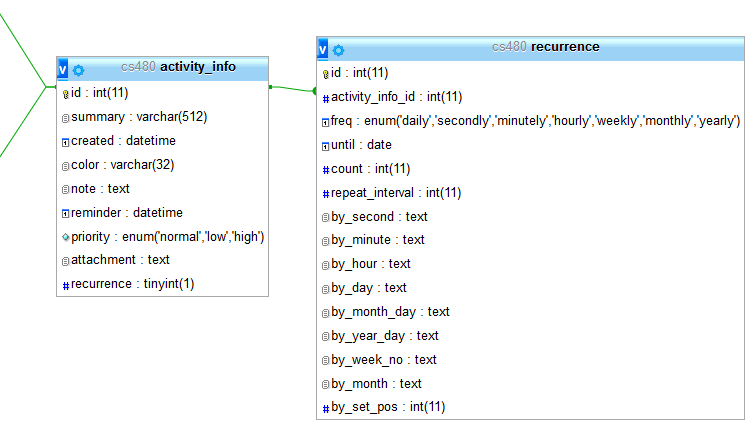 v cs480 activity_info
id : int(11)
# summary : varchar(512)
created : datetime
color : varchar(32)
note : text
reminder : datetime
priority : enum('normal','low','high')
attachment : text
# recurrence : tinyint(1)
v cs480 recurrence
id : int(11)
# activity_info_id : int(11)
freq : enum('daily','secondly','minutely','hourly','weekly','monthly','yearly')
until : date
# count : int(11)
# repeat_interval : int(11)
by_second : text
by_minute : text
by_hour : text
by_day : text
by_month_day : text
by_year_day : text
by_week_no : text
by_month : text
# by_set_pos : int(11)